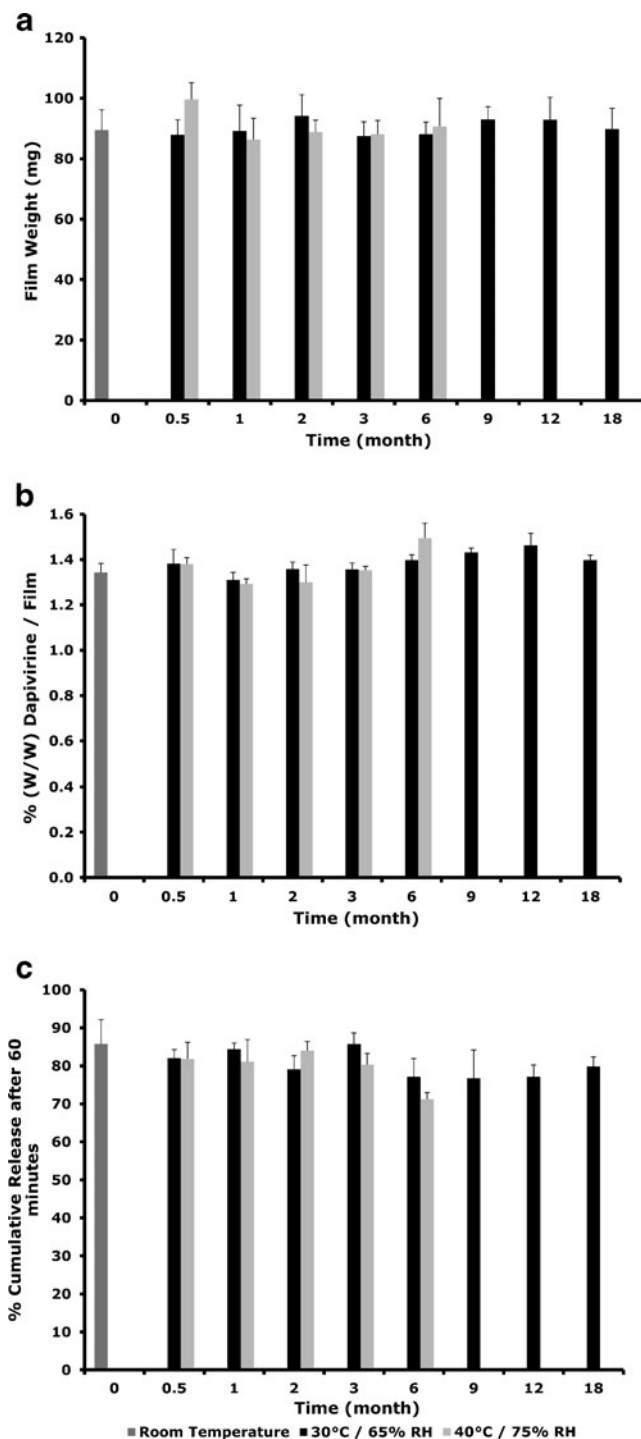 a
120
100
80
60
40
20
0
Film Weight (mg)
0 0.5 1 2 3 6 9 12 18
Time (month)
b
1.6
1.4
1.2
1.0
0.8
0.6
0.4
0.2
0.0
% (W/W) Dapivirine / Film
0 0.5 1 2 3 6 9 12 18
Time (month)
c
100
90
80
70
60
50
40
30
20
10
0
% Cumulative Release after 60
minutes
0 0.5 1 2 3 6 9 12 18
Time (month)
Room Temperature 30°C / 65% RH 40°C / 75% RH